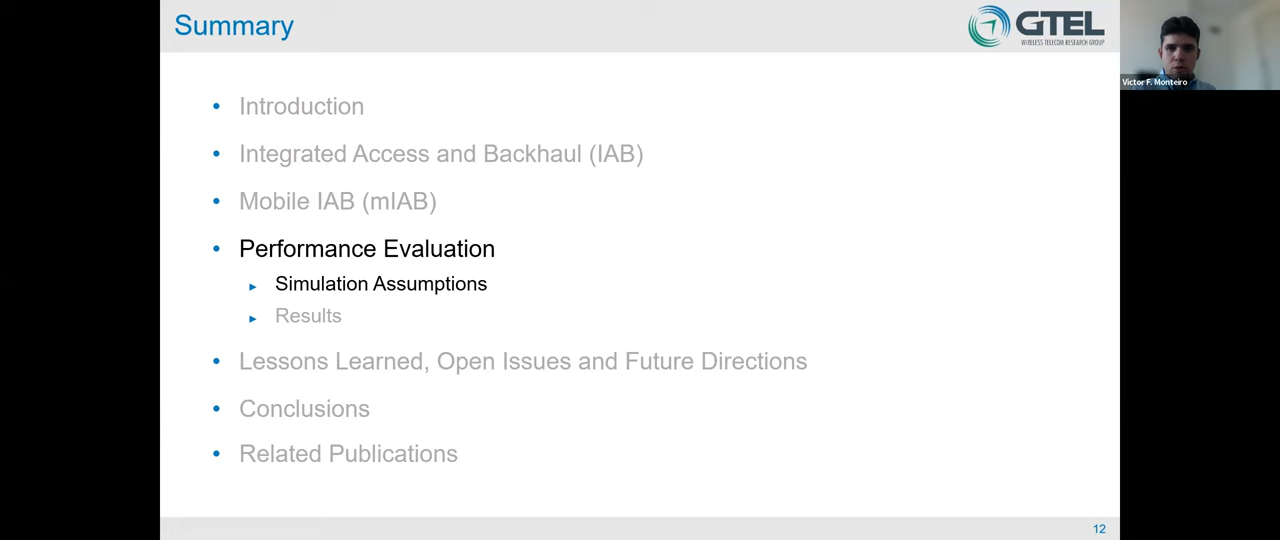 Summary
GTEL
WIRELESS TELECOM RESEARCH GROUP
Victor F. Monteiro
• Introduction
• Integrated Access and Backhaul (IAB)
• Mobile IAB (mIAB)
• Performance Evaluation
► Simulation Assumptions
► Results
• Lessons Learned, Open Issues and Future Directions
• Conclusions
• Related Publications
12